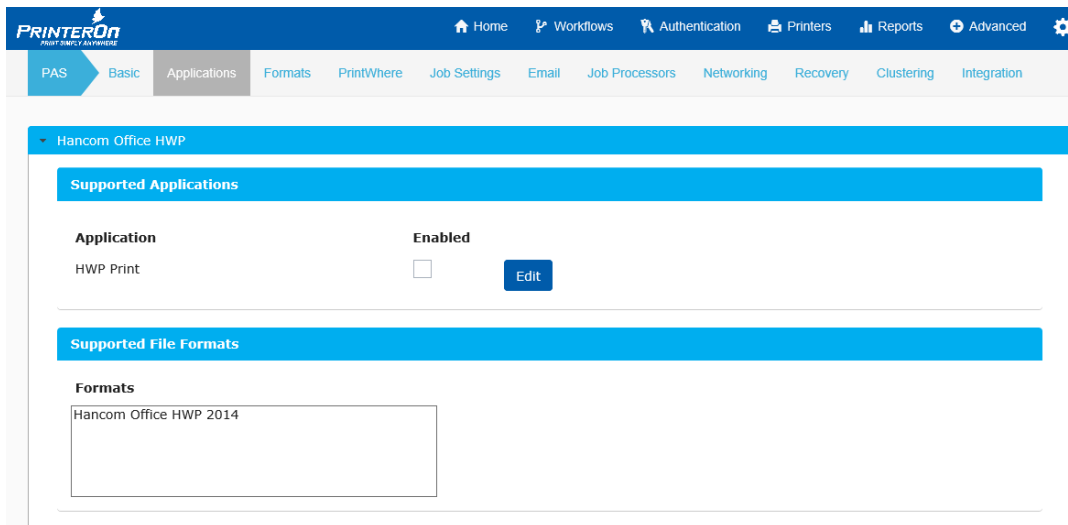 PRINTERON
PRINT SIMPLY ANYWHERE
Home Workflows Authentication Printers Reports Advanced
PAS Basic Applications Formats PrintWhere Job Settings Email Job Processors Networking Recovery Clustering Integration
Hancom Office HWP
Supported Applications
Application Enabled
HWP Print Edit
Supported File Formats
Formats
Hancom Office HWP 2014